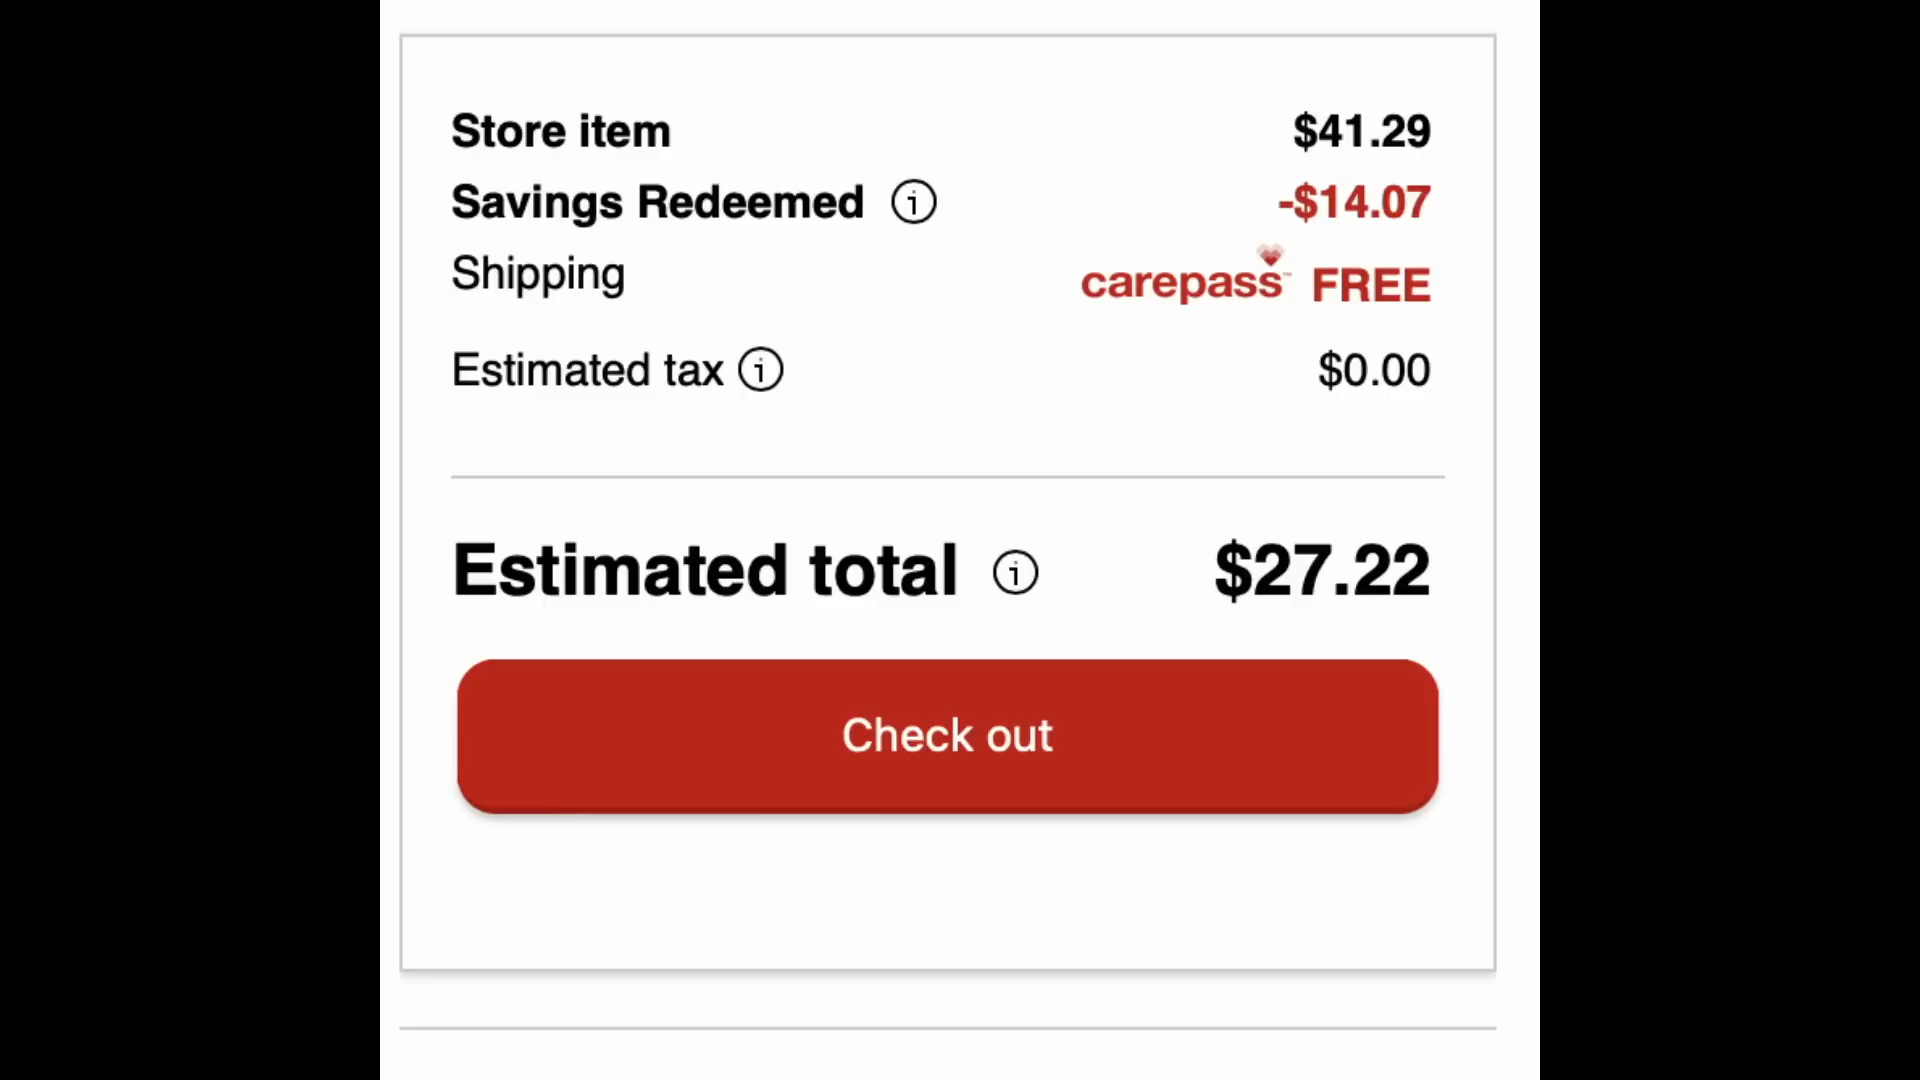 Store item $41.29
Savings Redeemed -$14.07
Shipping carepass™ FREE
Estimated tax $0.00
Estimated total $27.22
Check out